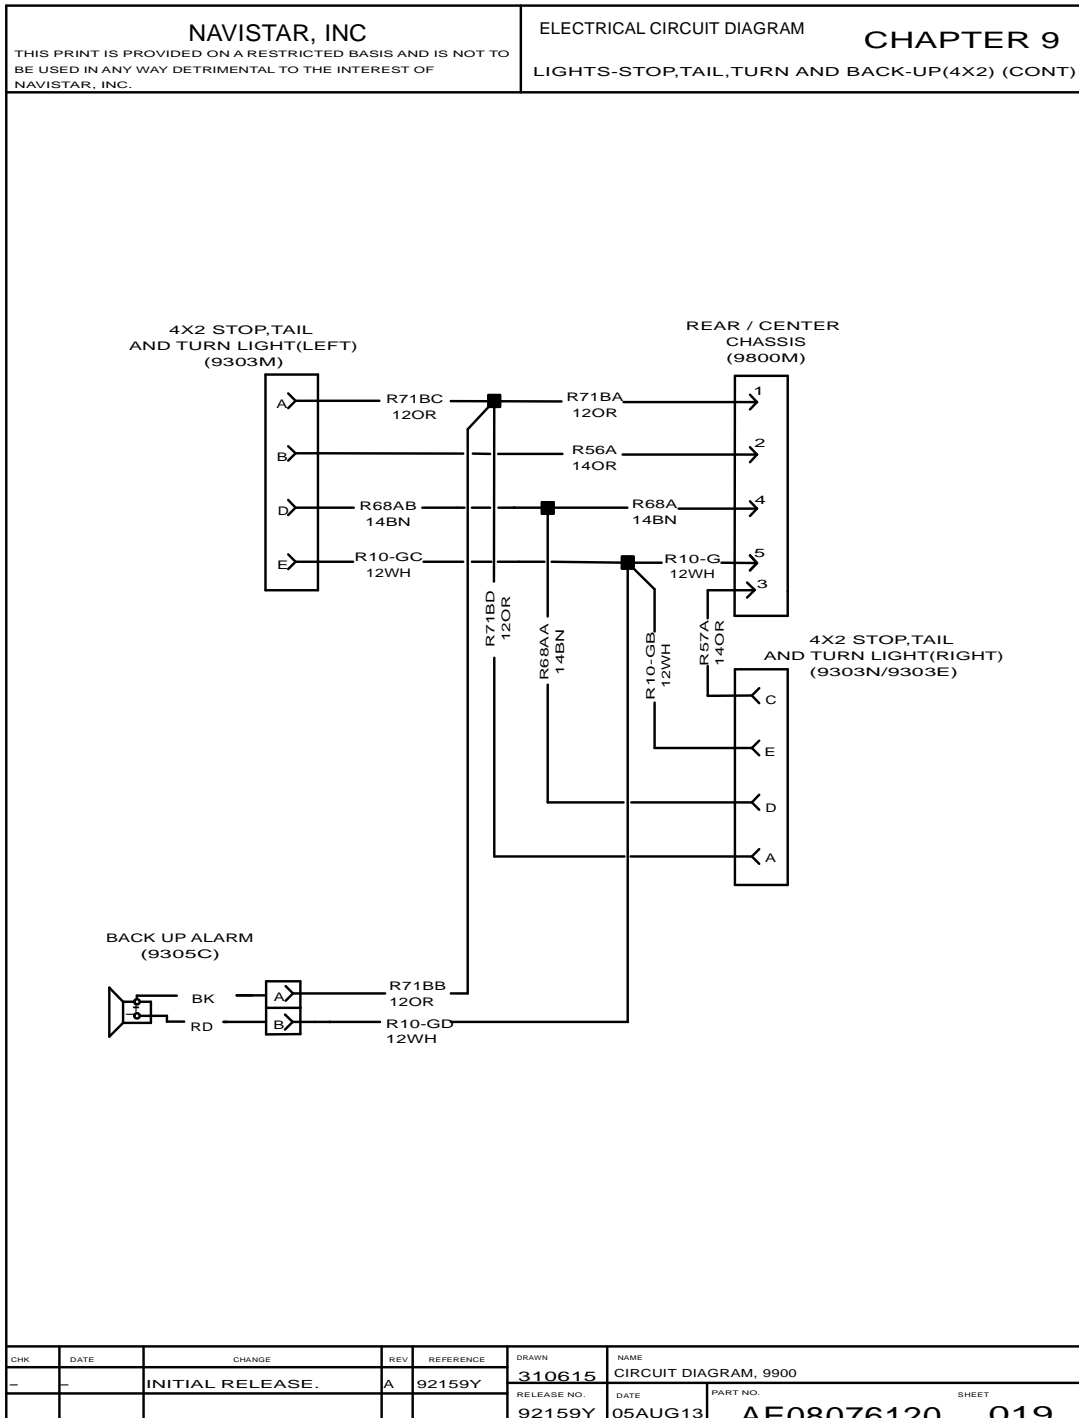 NAVISTAR, INC
THIS PRINT IS PROVIDED ON A RESTRICTED BASIS AND IS NOT TO
BE USED IN ANY WAY DETRIMENTAL TO THE INTEREST OF
NAVISTAR, INC.
ELECTRICAL CIRCUIT DIAGRAM
CHAPTER 9
LIGHTS-STOP,TAIL,TURN AND BACK-UP(4X2) (CONT)
4X2 STOP,TAIL
AND TURN LIGHT(LEFT)
(9303M)
REAR / CENTER
CHASSIS
(9800M)
A
R71BC
12OR
R71BA
12OR
1
B
R56A
14OR
2
D
R68AB
14BN
R68A
14BN
4
E
R10-GC
12WH
R10-G
12WH
5
3
R71BD
12OR
R68AA
14BN
R10-GB
12WH
R57A
14OR
4X2 STOP,TAIL
AND TURN LIGHT(RIGHT)
(9303N/9303E)
C
E
D
A
BACK UP ALARM
(9305C)
BK
A
R71BB
12OR
RD
B
R10-GD
12WH
CHK
DATE
CHANGE
REV
REFERENCE
DRAWN
NAME
–
–
INITIAL RELEASE.
A
92159Y
310615
CIRCUIT DIAGRAM, 9900
RELEASE NO.
DATE
PART NO.
SHEET
92159Y
05AUG13
AE08076120
019